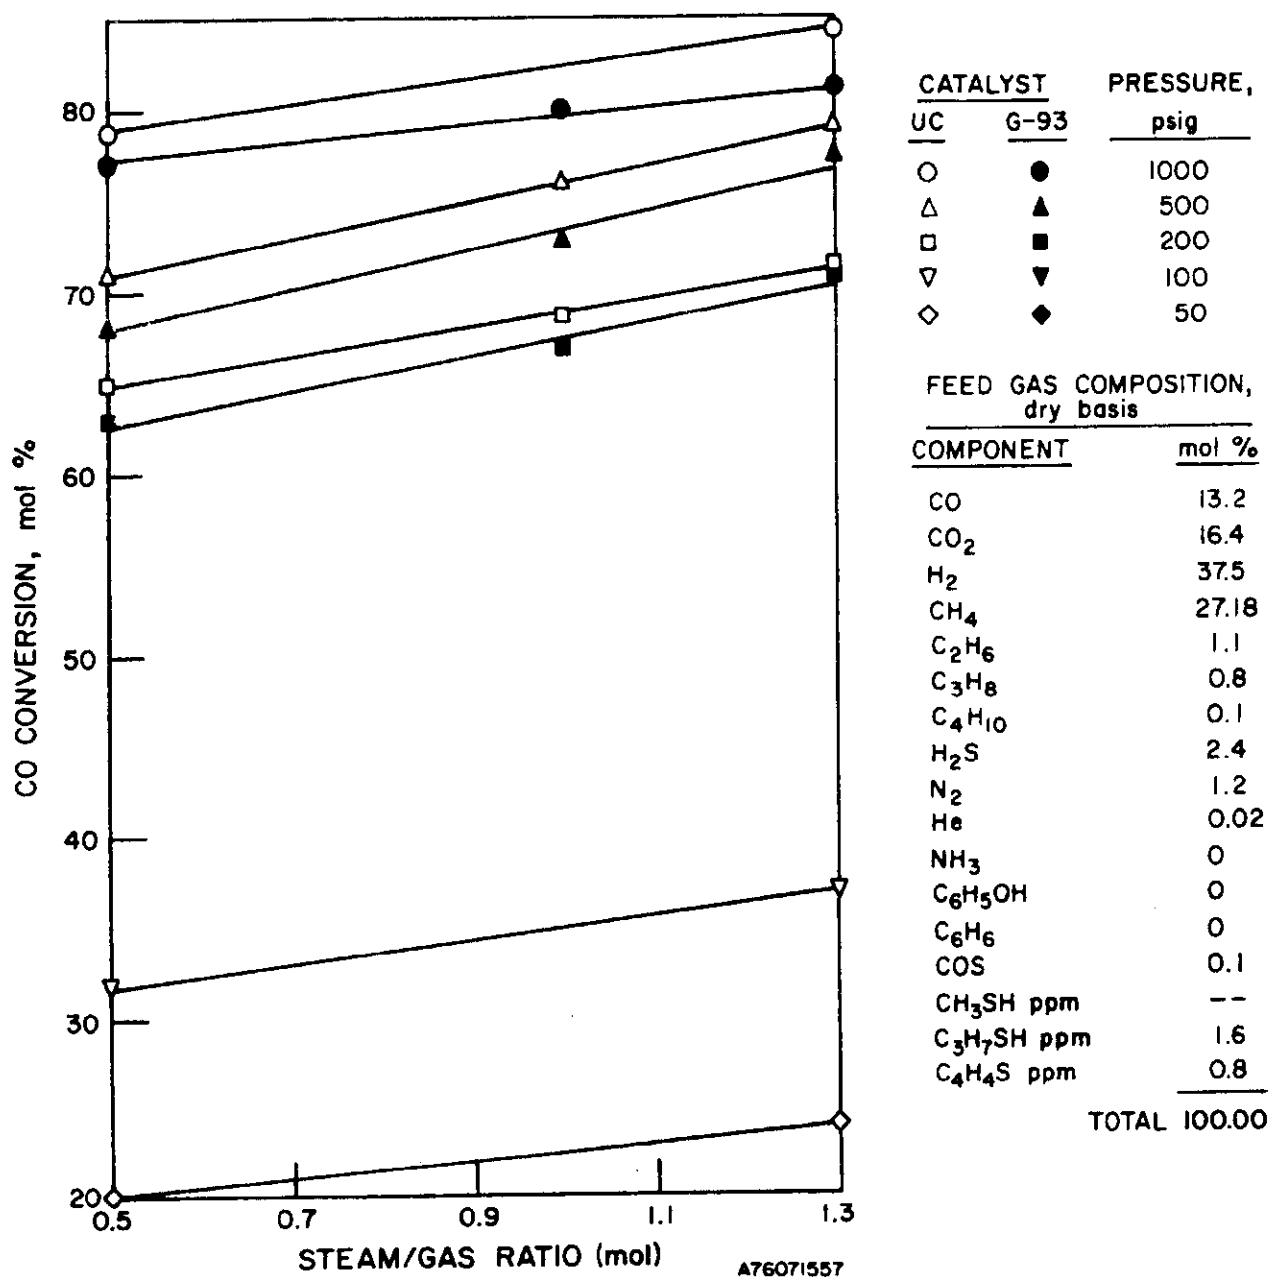 80
70
60
50
40
30
20
CO CONVERSION, mol %
0.5 0.7 0.9 1.1 1.3
STEAM/GAS RATIO (mol)
A76071557
CATALYST PRESSURE,
UC G-93 psig
1000
500
200
100
50
FEED GAS COMPOSITION,
dry basis
COMPONENT mol %
CO 13.2
CO2 16.4
H2 37.5
CH4 27.18
C2H6 1.1
C3H8 0.8
C4H10 0.1
H2S 2.4
N2 1.2
He 0.02
NH3 0
C6H5OH 0
C6H6 0
COS 0.1
CH3SH ppm --
C3H7SH ppm 1.6
C4H4S ppm 0.8
TOTAL 100.00